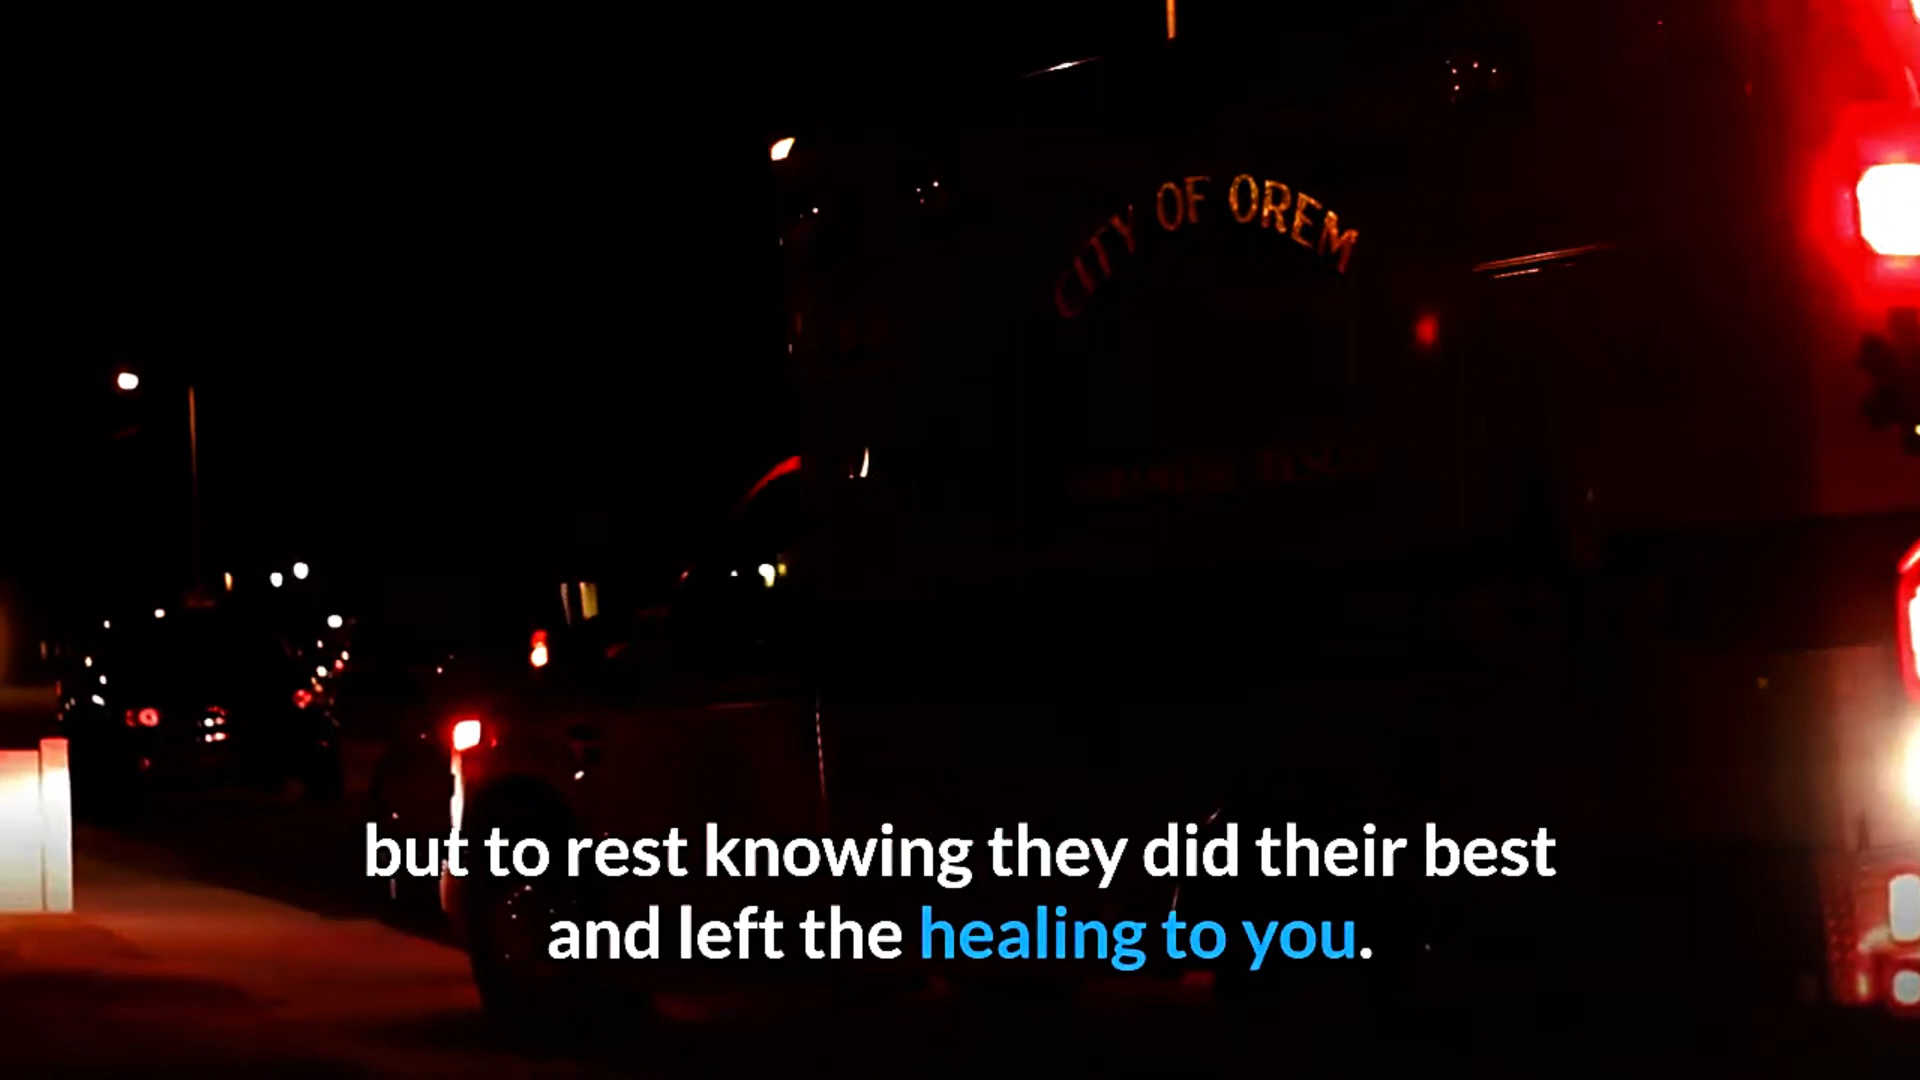 CITY OF OREM
but to rest knowing they did their best
and left the healing to you.